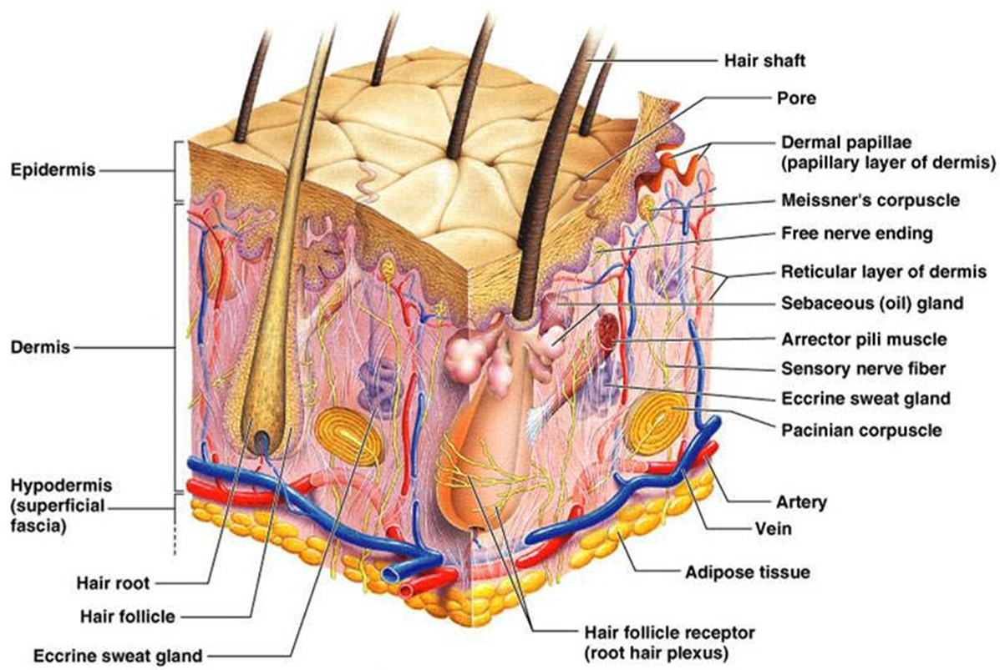 Hair shaft
Pore
Dermal papillae
(papillary layer of dermis)
Meissner's corpuscle
Free nerve ending
Reticular layer of dermis
Sebaceous (oil) gland
Arrector pili muscle
Sensory nerve fiber
Eccrine sweat gland
Pacinian corpuscle
Artery
Vein
Adipose tissue
Hair follicle receptor
(root hair plexus)
Epidermis
Dermis
Hypodermis
(superficial
fascia)
Hair root
Hair follicle
Eccrine sweat gland